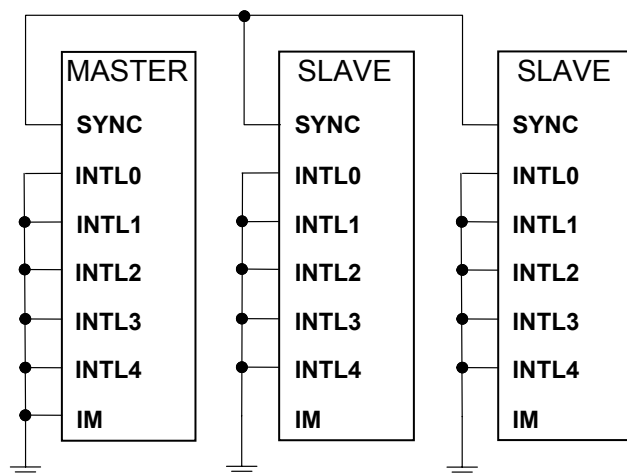 MASTER
SYNC
INTL0
INTL1
INTL2
INTL3
INTL4
IM
SLAVE
SYNC
INTL0
INTL1
INTL2
INTL3
INTL4
IM
SLAVE
SYNC
INTL0
INTL1
INTL2
INTL3
INTL4
IM